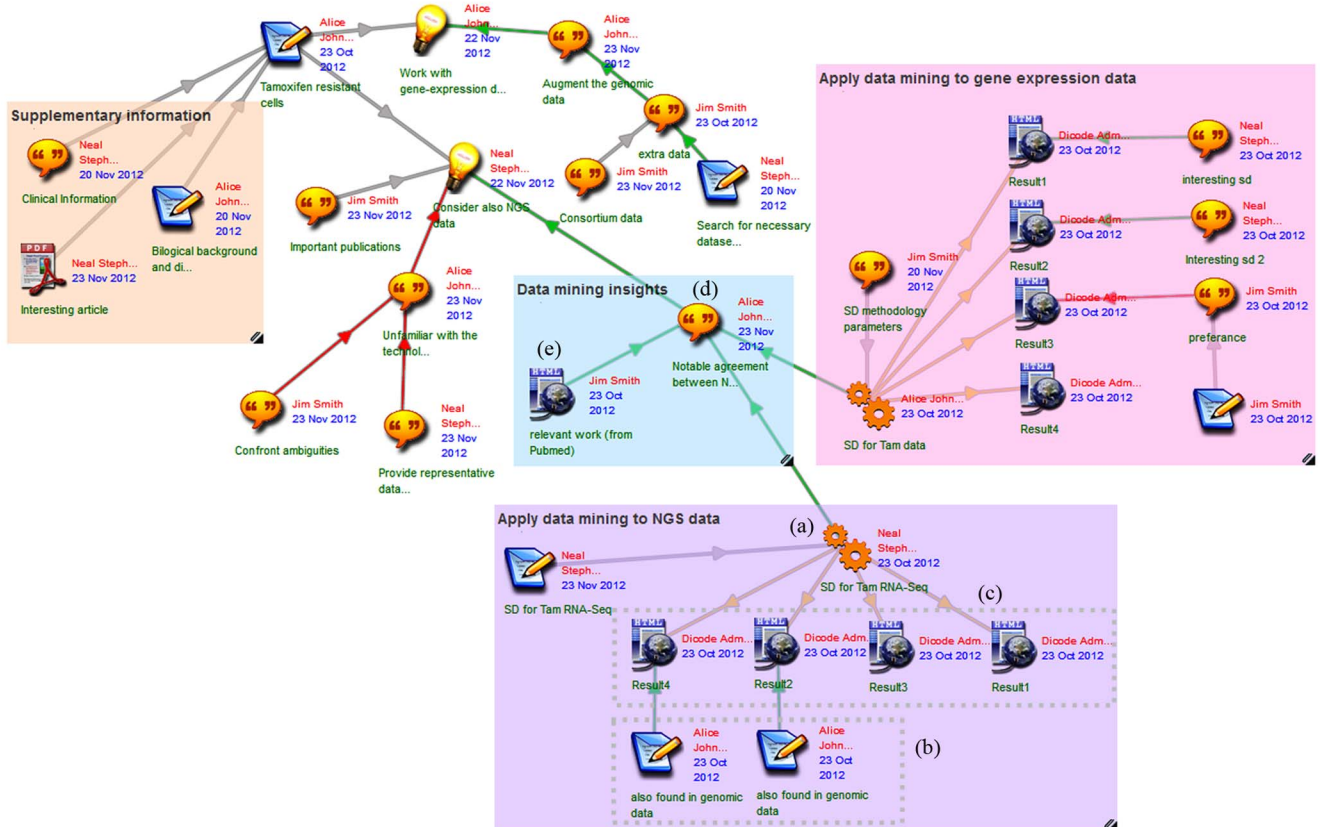 Alice
John...
23 Oct
2012
Tamoxifen resistant
cells
Alice
John...
22 Nov
2012
Work with
gene-expression d...
Alice
John...
23 Nov
2012
Augment the genomic
data
Jim Smith
23 Oct 2012
extra data
Jim Smith
23 Nov 2012
Consortium data
Neal
Steph...
20 Nov
2012
Search for necessary
datase...
Supplementary information
Neal
Steph...
20 Nov 2012
Clinical Information
Alice
John...
20 Nov
2012
Bilogical background
and di...
PDF
Neal Steph...
23 Nov 2012
Interesting article
Neal
Steph...
22 Nov 2012
Consider also NGS
data
Jim Smith
23 Nov 2012
Important publications
Alice
John...
23 Nov
2012
Unfamiliar with the
technol...
Jim Smith
23 Nov 2012
Confront ambiguities
Neal
Steph...
23 Nov
2012
Provide representative
data...
Data mining insights
(d)
Alice
John...
23 Nov
2012
Notable agreement
between N...
(e)
HTML
Jim Smith
23 Oct
2012
relevant work (from
Pubmed)
Apply data mining to gene expression data
HTML
Dicode Adm...
23 Oct 2012
Result1
Neal
Steph...
23 Oct 2012
interesting sd
HTML
Dicode Adm...
23 Oct 2012
Result2
Neal
Steph...
23 Oct 2012
Interesting sd 2
Jim Smith
20 Nov
2012
SD methodology
parameters
HTML
Dicode Adm...
23 Oct 2012
Result3
Jim Smith
23 Oct 2012
preferance
Alice John...
23 Oct 2012
SD for Tam data
HTML
Dicode Adm...
23 Oct 2012
Result4
Jim Smith
23 Oct 2012
Apply data mining to NGS data
(a)
Neal
Steph...
23 Oct 2012
SD for Tam RNA-Seq
Neal
Steph...
23 Nov 2012
SD for Tam RNA-Seq
(c)
HTML
Dicode Adm...
23 Oct 2012
Result4
HTML
Dicode Adm...
23 Oct 2012
Result2
HTML
Dicode Adm...
23 Oct 2012
Result3
HTML
Dicode Adm...
23 Oct 2012
Result1
(b)
Alice
John...
23 Oct
2012
also found in genomic
data
Alice
John...
23 Oct
2012
also found in genomic
data